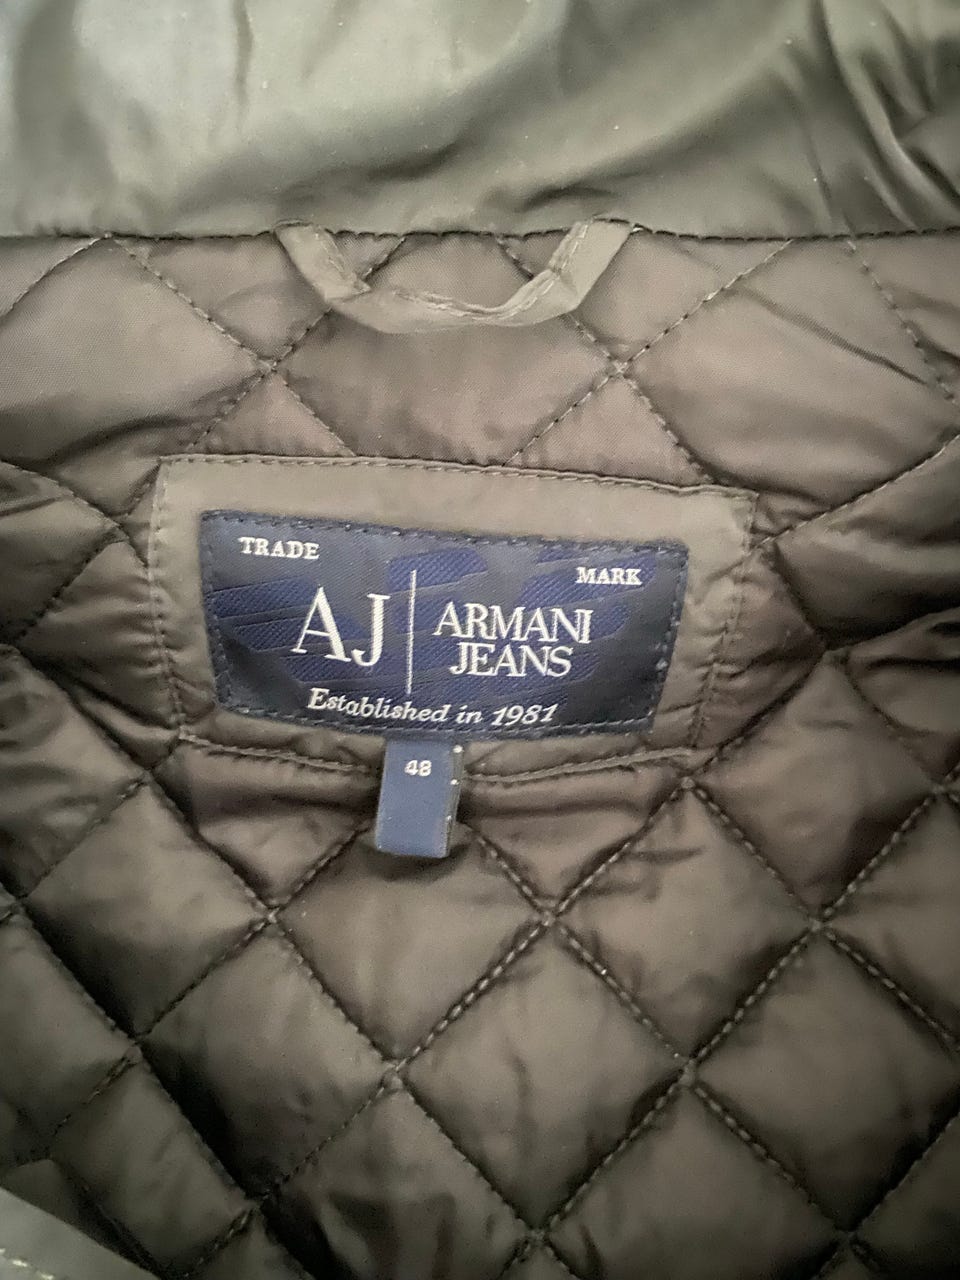 TRADE
MARK
AJ
ARMANI
JEANS
Established in 1981
48